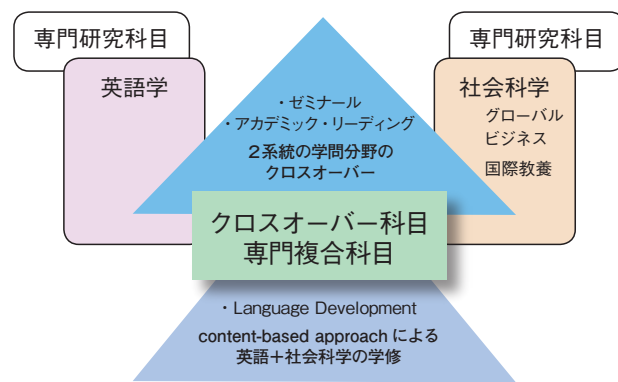 専門研究科目
英語学
・ゼミナール
・アカデミック・リーディング
2系統の学問分野の
クロスオーバー
専門研究科目
社会科学
グローバル
ビジネス
国際教養
クロスオーバー科目
専門複合科目
・Language Development
content-based approach による
英語+社会科学の学修